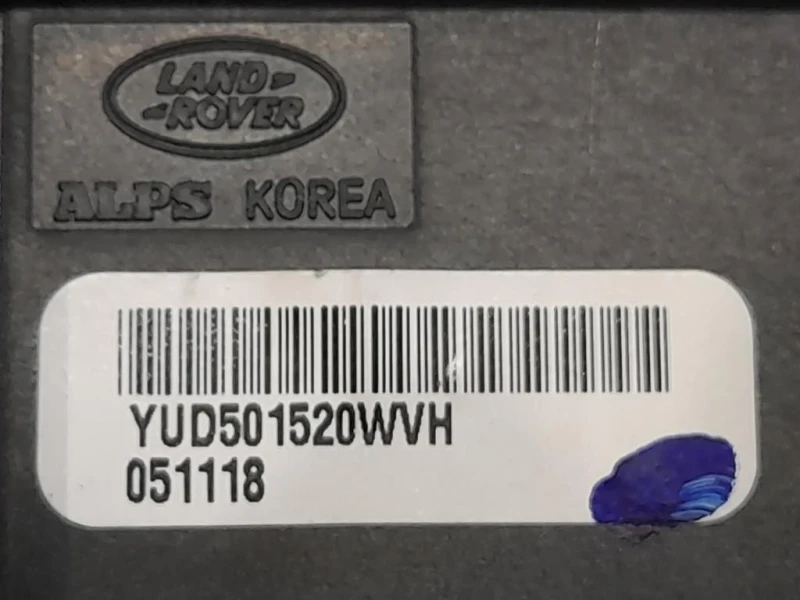 LAND
ROVER
ALPS KOREA
YUD501520WVH
051118